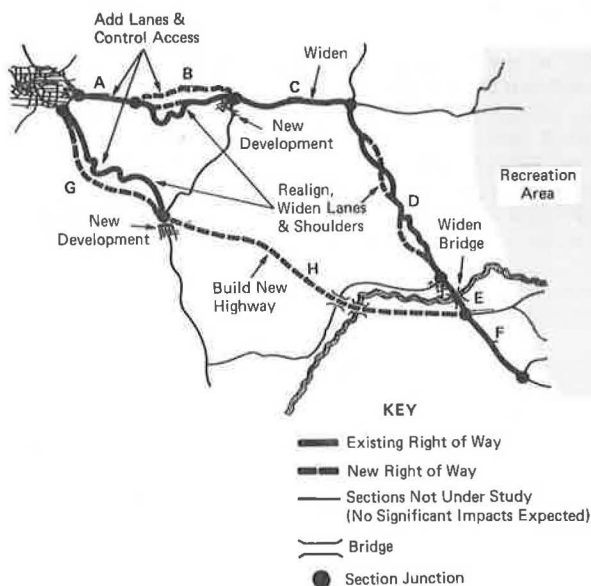 Add Lanes &
Control Access
A
B
C
Widen
New
Development
G
Realign,
Widen Lanes
& Shoulders
Recreation
Area
New
Development
D
Widen
Bridge
H
Build New
Highway
E
F
KEY
Existing Right of Way
New Right of Way
Sections Not Under Study
(No Significant Impacts Expected)
Bridge
Section Junction